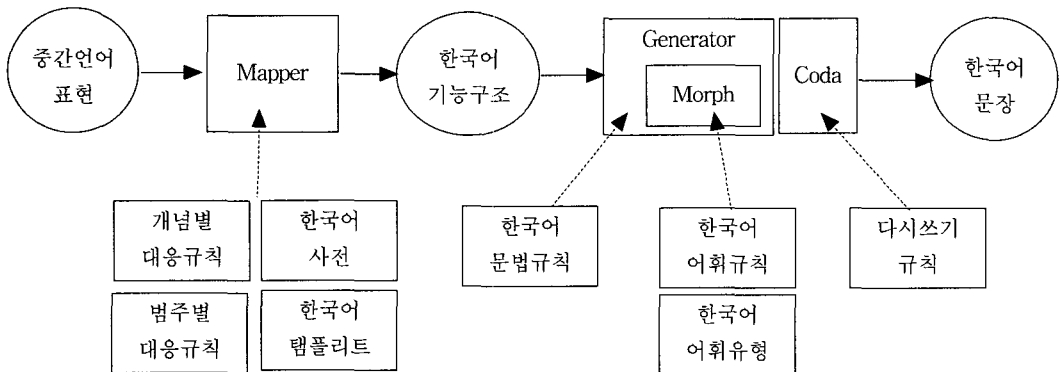 중간언어
표현
Mapper
한국어
기능구조
Generator
Morph
Coda
한국어
문장
개념별
대응규칙
한국어
사전
범주별
대응규칙
한국어
탬플리트
한국어
문법규칙
한국어
어휘규칙
한국어
어휘유형
다시쓰기
규칙